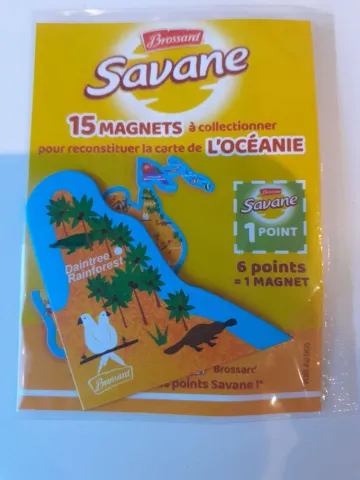 Brossard
Savane
15 MAGNETS à collectionner
pour reconstituer la carte de L'OCÉANIE
Brossard
Savane
1 POINT
6 points
= 1 MAGNET
Daintree
Rainforest
Brossard
Brossard
points Savane !*